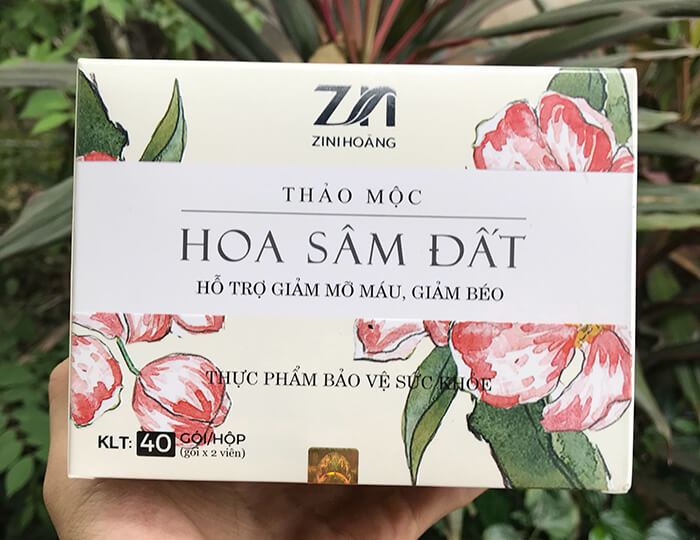 ZN
ZINI HOÀNG
THẢO MỘC
HOA SÂM ĐẤT
HỖ TRỢ GIẢM MỠ MÁU, GIẢM BÉO
THỰC PHẨM BẢO VỆ SỨC KHỎE
KLT: 40 GÓI/HỘP
(gói x 2 viên)